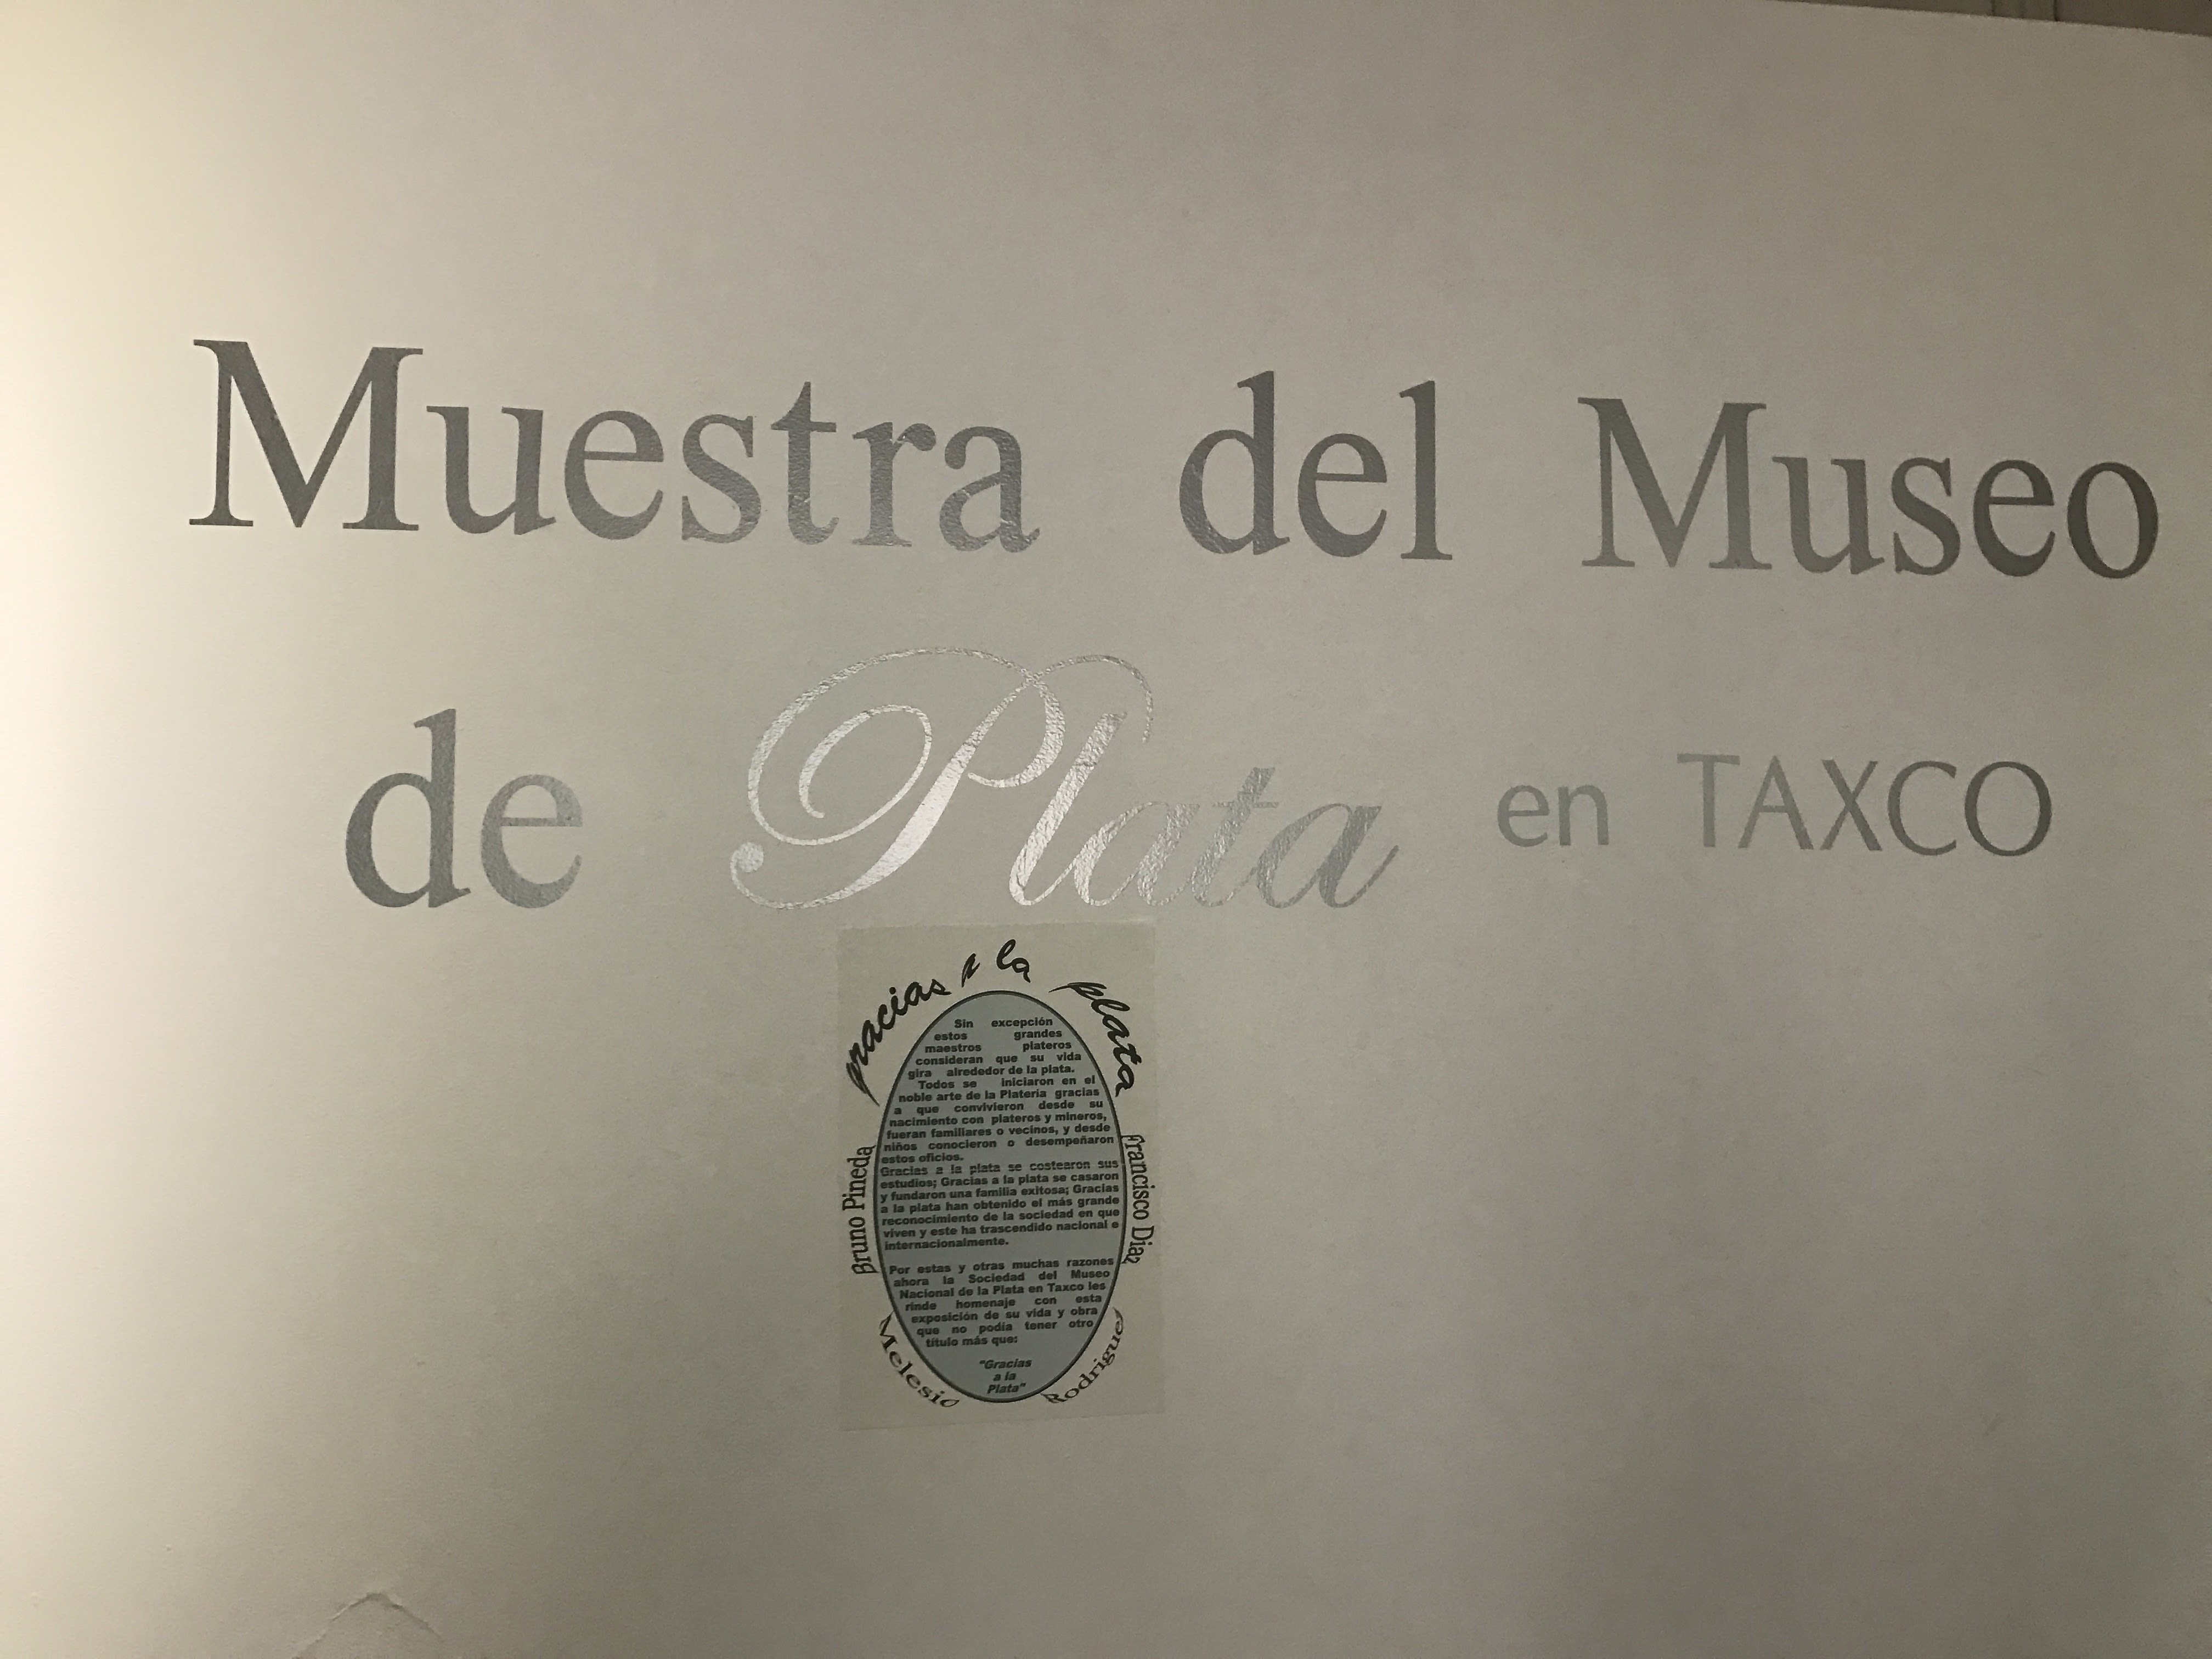 Muestra del Museo
de Plata en TAXCO
gracias a la plata
Sin excepción
estos grandes
maestros plateros
consideran que su vida
gira alrededor de la plata.
Todos se iniciaron en el
noble arte de la Platería gracias
a que convivieron desde su
nacimiento con plateros y mineros,
fueran familiares o vecinos, y desde
niños conocieron o desempeñaron
estos oficios.
Gracias a la plata se costearon sus
estudios; Gracias a la plata se casaron
y fundaron una familia exitosa; Gracias
a la plata han obtenido el más grande
reconocimiento de la sociedad en que
viven y este ha trascendido nacional e
internacionalmente.
Por estas y otras muchas razones
ahora la Sociedad del Museo
Nacional de la Plata en Taxco les
rinde homenaje con esta
exposición de su vida y obra
que no podía tener otro
título más que:
"Gracias
a la
Plata"
Bruno Pineda
Francisco Diaz
Melesio Rodriguez